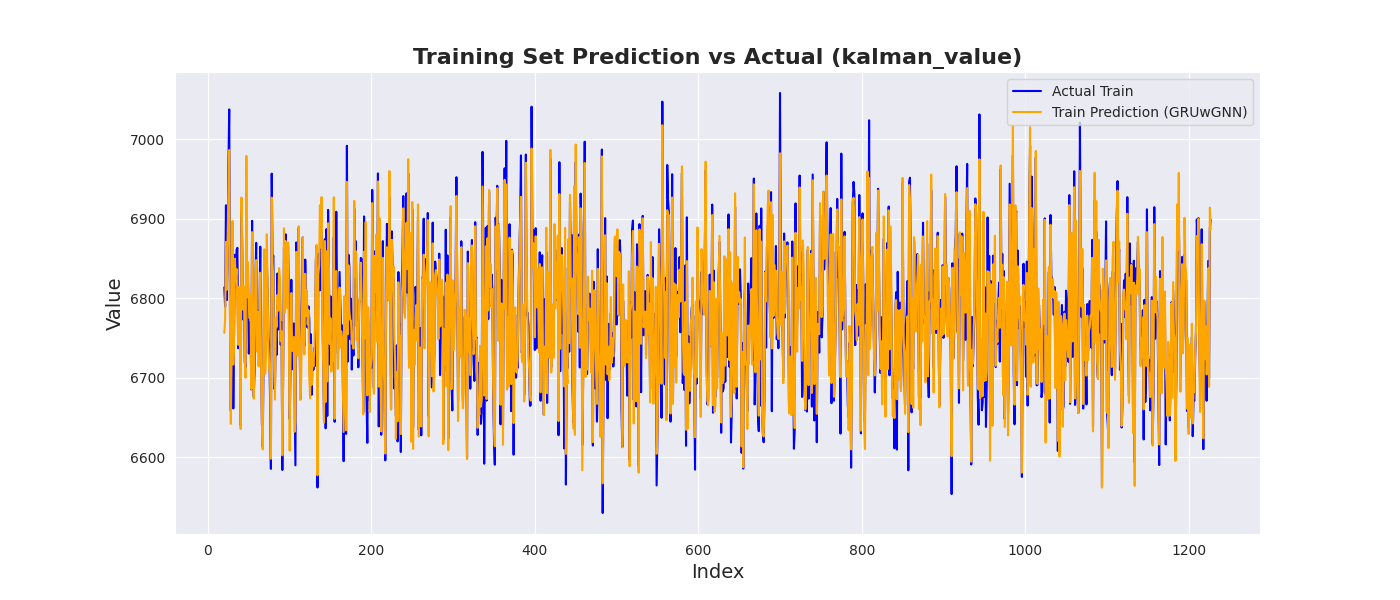 Training Set Prediction vs Actual (kalman_value)
Actual Train
Train Prediction (GRUwGNN)
7000
6900
6800
6700
6600
Value
0 200 400 600 800 1000 1200
Index